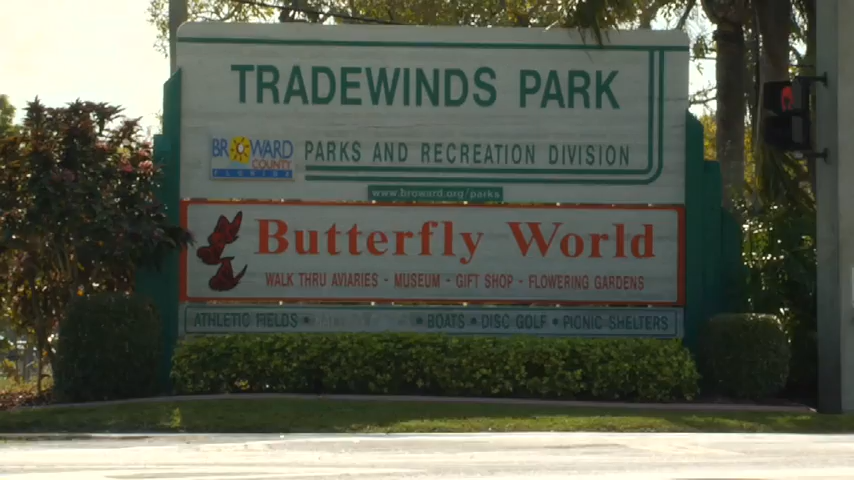 TRADEWINDS PARK
BROWARD
COUNTY
FLORIDA
PARKS AND RECREATION DIVISION
www.broward.org/parks
Butterfly World
WALK THRU AVIARIES - MUSEUM - GIFT SHOP - FLOWERING GARDENS
ATHLETIC FIELDS • • BOATS • DISC GOLF • PICNIC SHELTERS